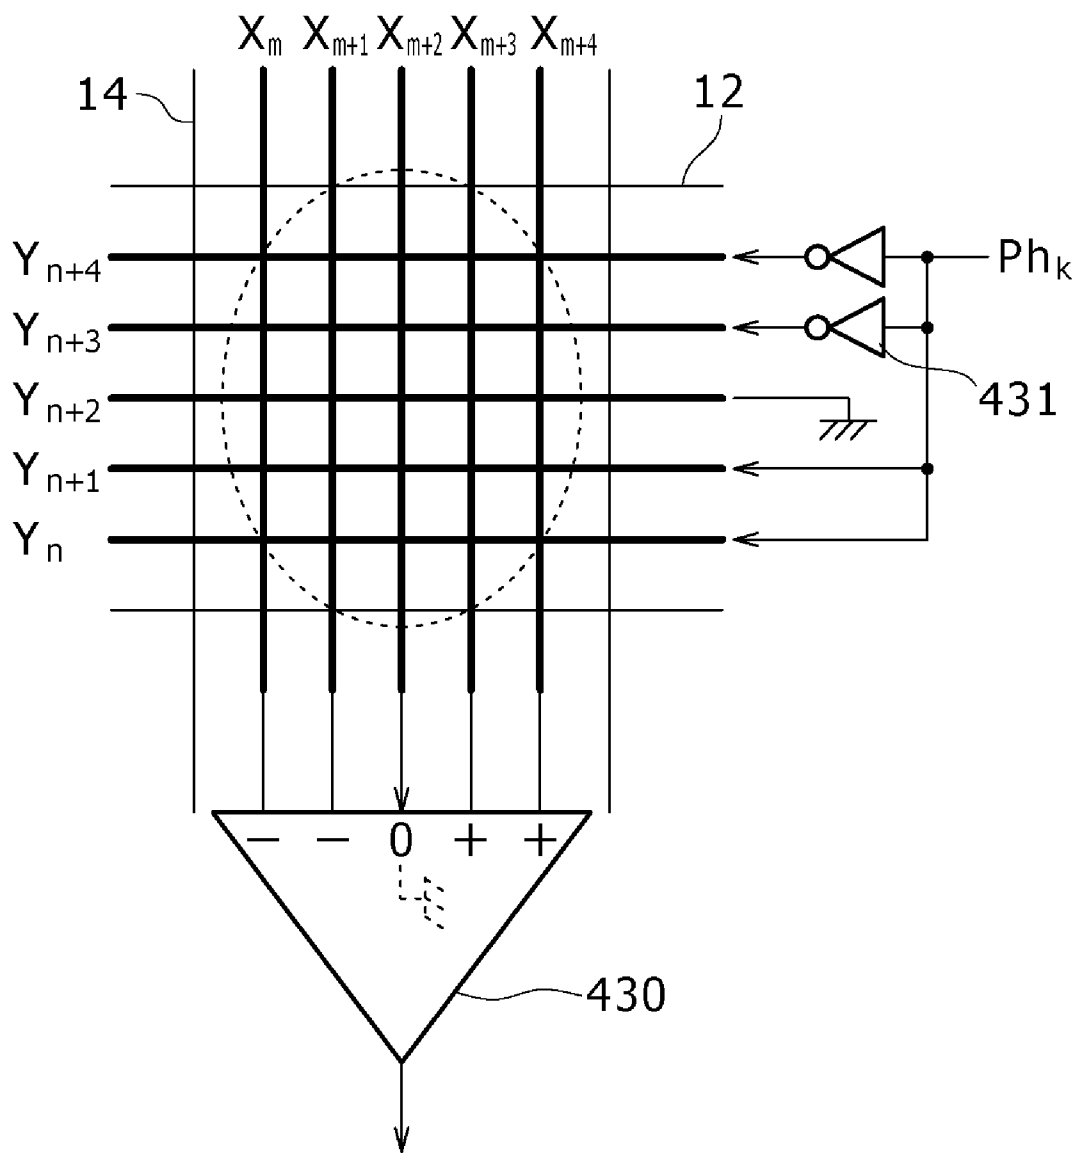 Xm Xm+1 Xm+2 Xm+3 Xm+4
14
12
Yn+4
Phk
Yn+3
Yn+2
431
Yn+1
Yn
− − 0 + +
430